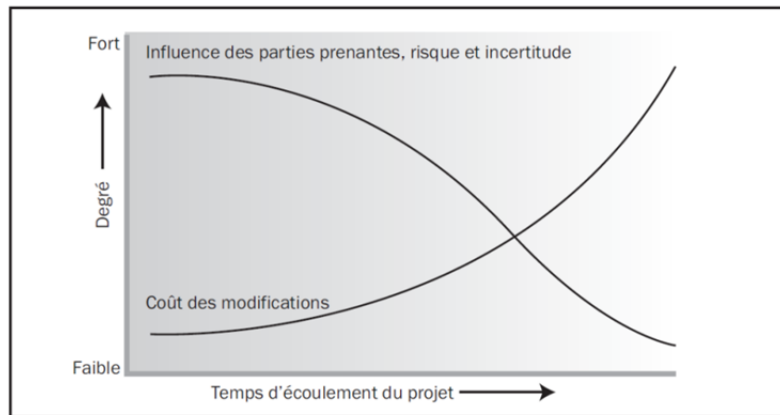 Fort
Influence des parties prenantes, risque et incertitude
Degré
Coût des modifications
Faible
Temps d'écoulement du projet